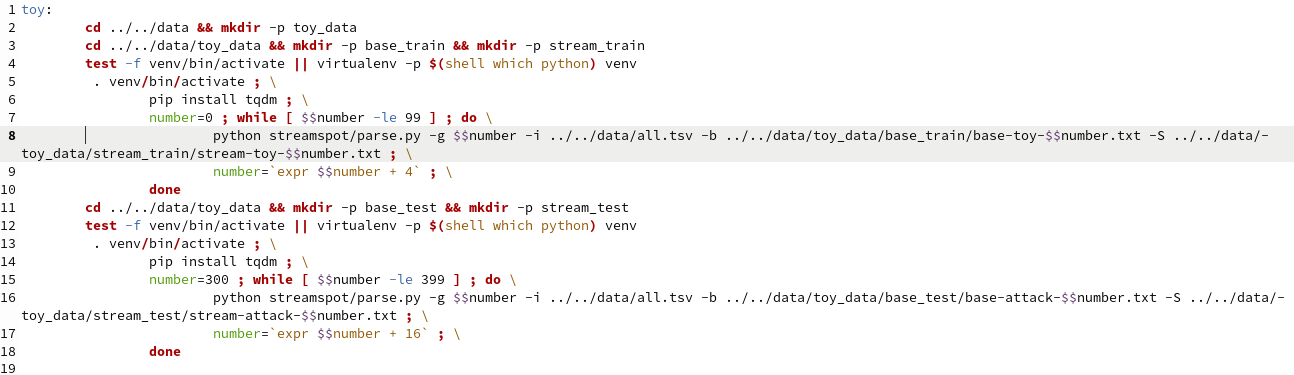 1 toy:
2 cd ../../data && mkdir -p toy_data
3 cd ../../data/toy_data && mkdir -p base_train && mkdir -p stream_train
4 test -f venv/bin/activate || virtualenv -p $(shell which python) venv
5 . venv/bin/activate ; \
6 pip install tqdm ; \
7 number=0 ; while [ $$number -le 99 ] ; do \
8 python streamspot/parse.py -g $$number -i ../../data/all.tsv -b ../../data/toy_data/base_train/base-toy-$$number.txt -S ../../data/-
toy_data/stream_train/stream-toy-$$number.txt ; \
9 number=`expr $$number + 4` ; \
10 done
11 cd ../../data/toy_data && mkdir -p base_test && mkdir -p stream_test
12 test -f venv/bin/activate || virtualenv -p $(shell which python) venv
13 . venv/bin/activate ; \
14 pip install tqdm ; \
15 number=300 ; while [ $$number -le 399 ] ; do \
16 python streamspot/parse.py -g $$number -i ../../data/all.tsv -b ../../data/toy_data/base_test/base-attack-$$number.txt -S ../../data/-
toy_data/stream_test/stream-attack-$$number.txt ; \
17 number=`expr $$number + 16` ; \
18 done
19